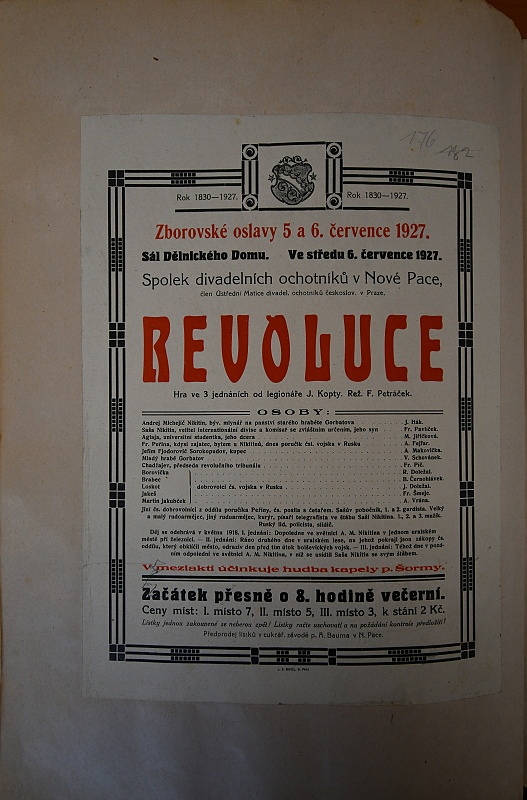 176
182
Rok 1830-1927. Rok 1830-1927.
Zborovské oslavy 5 a 6. července 1927.
Sál Dělnického Domu. Ve středu 6. července 1927.
Spolek divadelních ochotníků v Nové Pace,
člen Ústřední Matice divadel. ochotníků českoslov. v Praze,
REVOLUCE
Hra ve 3 jednáních od legionáře J. Kopty. Rež. F. Petráček.
OSOBY:
Andrej Michejič Nikitin, býv. mlynář na panství starého hraběte Gorbatova J. Hák.
Saša Nikitin, velitel internacionální divise a komisař se zvláštním určením, jeho syn Fr. Pavlíček.
Aglaja, universitní studentka, jeho dcera M. Jiřičková.
Fr. Peřina, kdysi zajatec, bytem u Nikitinů, dnes poručík čsl. vojska v Rusku A. Fejfar.
Jefim Fjodorovič Sorokopudov, kupec A. Makovička.
Mladý hrabě Gorbatov V. Schovánek.
Chadžajev, předseda revolučního tribunálu Fr. Pič.
Borovička R. Doležal.
Brabec B. Černohlávek.
Loskot dobrovolci čs. vojska v Rusku J. Doležal.
Jakeš Fr. Šmejc.
Martin Jakubček A. Vrána.
Jiní čs. dobrovolníci z oddílu poručíka Peřiny, čs. posila s četařem. Sašův pobočník, 1. a 2. gardista. Velký
a malý rudoarmějec, jiný rudoarmějec, kurýr, písaři telegrafista ve štábu Saši Nikitina. 1., 2. a 3. mužík.
Ruský lid, policista, slídič.
Děj se odehrává v květnu 1918. I. jednání: Dopoledne ve světnici A. M. Nikitina v jednom uralském
městě při železnici. — II. jednání: Ráno druhého dne v uralském lese, na jehož pokraji jsou zákopy čs.
oddílu, který obklíčil město, odraziv den před tím útok bolševických vojsk. — III. jednání: Téhož dne v pozd-
ním odpoledni ve světnici A. M. Nikitina, v níž se usídlil Saša Nikitin se svým štábem.
V meziaktí účinkuje hudba kapely p. Šormy.
Začátek přesně o 8. hodině večerní.
Ceny míst: I. místo 7, II. místo 5, III. místo 3, k stání 2 Kč.
Lístky jednou zakoupené se neberou zpět! Lístky račte uschovati a na požádání kontrole předložiti!
Předprodej lístků v cukrář. závodě p. A. Bauma v N. Pace.